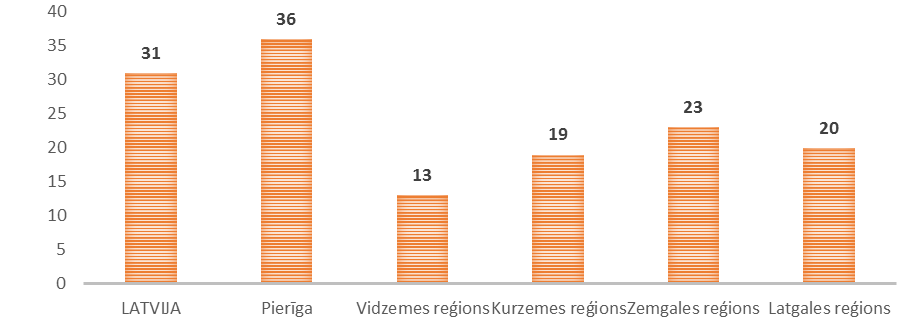 40
35
30
25
20
15
10
5
0
31
36
13
19
23
20
LATVIJA
Pierīga
Vidzemes reģions
Kurzemes reģions
Zemgales reģions
Latgales reģions